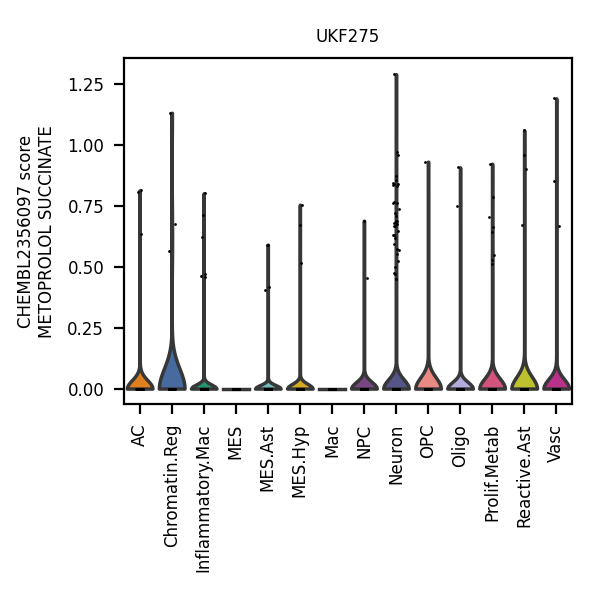 UKF275
CHEMBL2356097 score
METOPROLOL SUCCINATE
1.25
1.00
0.75
0.50
0.25
0.00
AC
Chromatin.Reg
Inflammatory.Mac
MES
MES.Ast
MES.Hyp
Mac
NPC
Neuron
OPC
Oligo
Prolif.Metab
Reactive.Ast
Vasc